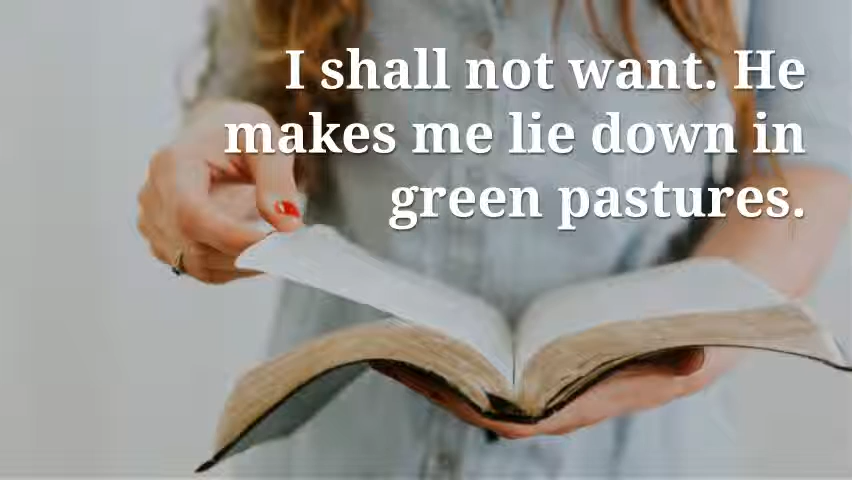 I shall not want. He
makes me lie down in
green pastures.